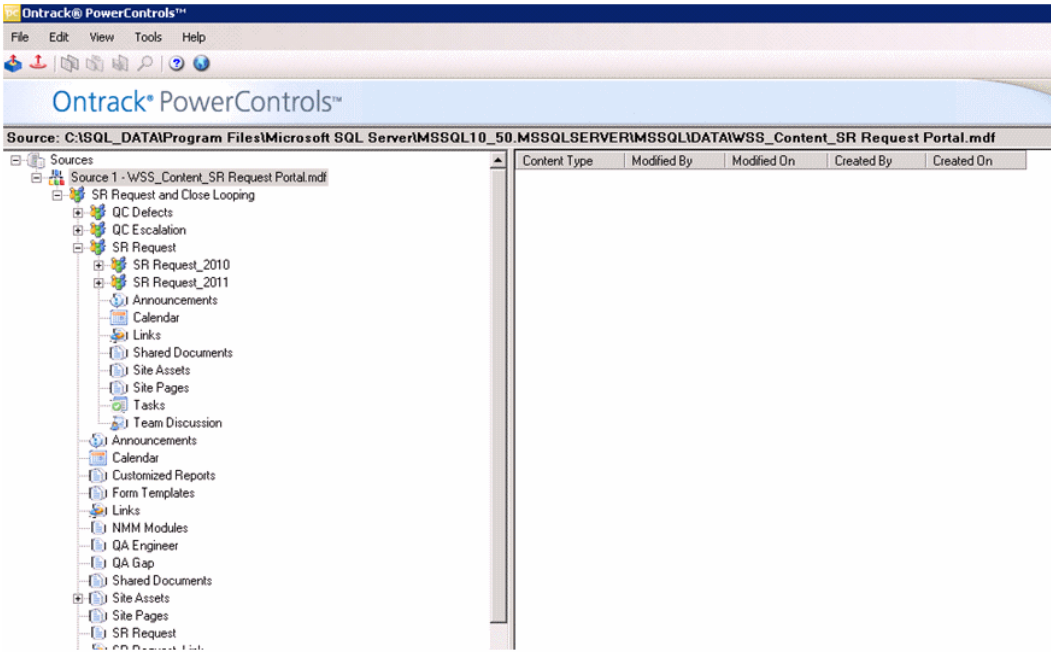 Ontrack® PowerControls™
File Edit View Tools Help
Ontrack® PowerControls™
Source: C:\SQL_DATA\Program Files\Microsoft SQL Server\MSSQL10_50.MSSQLSERVER\MSSQL\DATA\WSS_Content_SR Request Portal.mdf
Sources
Source 1 - WSS_Content_SR Request Portal.mdf
SR Request and Close Looping
QC Defects
QC Escalation
SR Request
SR Request_2010
SR Request_2011
Announcements
Calendar
Links
Shared Documents
Site Assets
Site Pages
Tasks
Team Discussion
Announcements
Calendar
Customized Reports
Form Templates
Links
NMM Modules
QA Engineer
QA Gap
Shared Documents
Site Assets
Site Pages
SR Request
SR Request_Link
Content Type Modified By Modified On Created By Created On